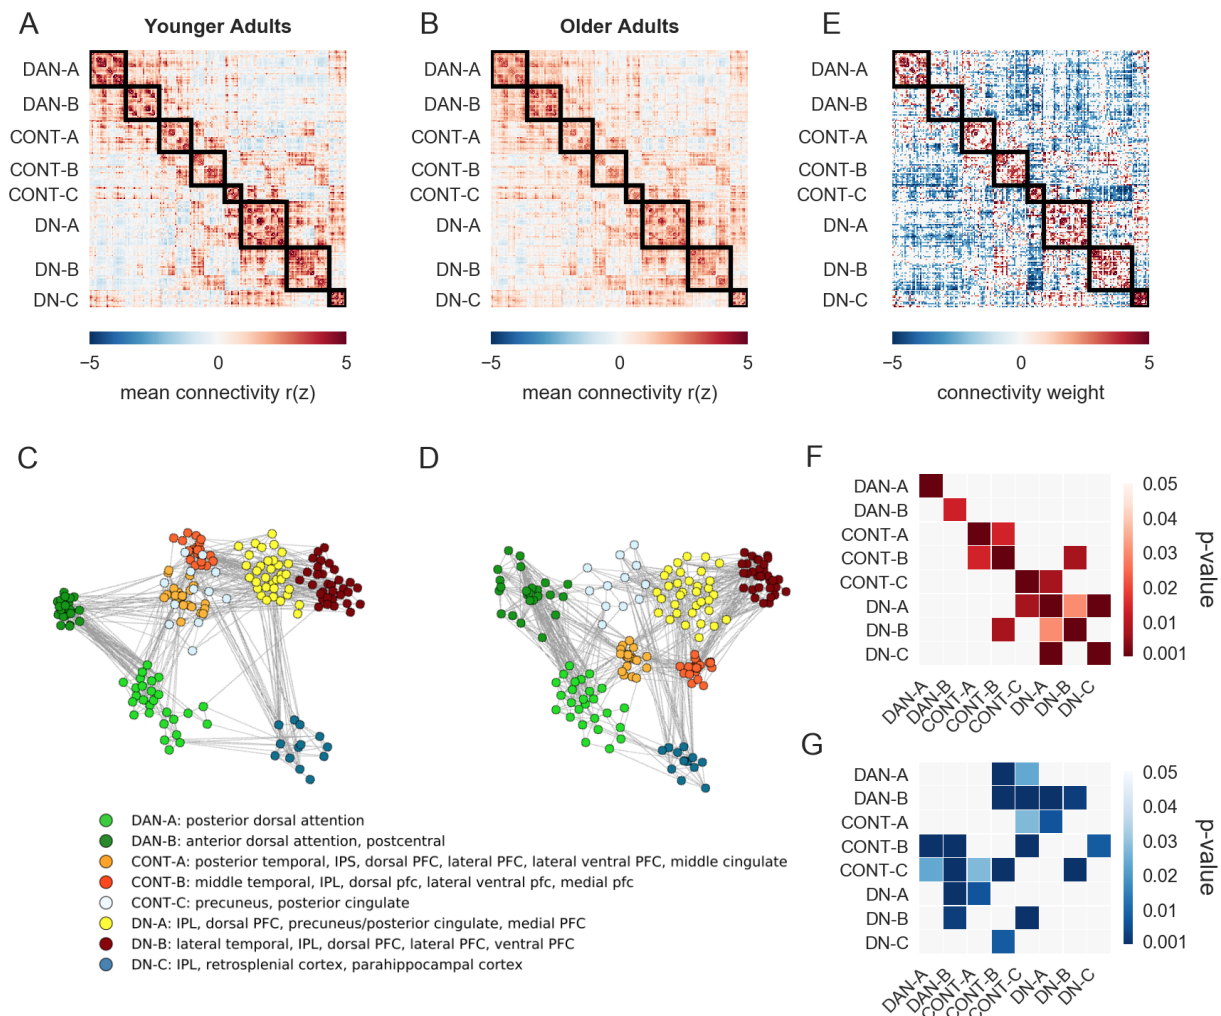 A
Younger Adults
DAN-A
DAN-B
CONT-A
CONT-B
CONT-C
DN-A
DN-B
DN-C
−5
0
5
mean connectivity r(z)
B
Older Adults
DAN-A
DAN-B
CONT-A
CONT-B
CONT-C
DN-A
DN-B
DN-C
−5
0
5
mean connectivity r(z)
E
DAN-A
DAN-B
CONT-A
CONT-B
CONT-C
DN-A
DN-B
DN-C
−5
0
5
connectivity weight
C
D
DAN-A: posterior dorsal attention
DAN-B: anterior dorsal attention, postcentral
CONT-A: posterior temporal, IPS, dorsal PFC, lateral PFC, lateral ventral PFC, middle cingulate
CONT-B: middle temporal, IPL, dorsal pfc, lateral ventral pfc, medial pfc
CONT-C: precuneus, posterior cingulate
DN-A: IPL, dorsal PFC, precuneus/posterior cingulate, medial PFC
DN-B: lateral temporal, IPL, dorsal PFC, lateral PFC, ventral PFC
DN-C: IPL, retrosplenial cortex, parahippocampal cortex
F
DAN-A
DAN-B
CONT-A
CONT-B
CONT-C
DN-A
DN-B
DN-C
DAN-A
DAN-B
CONT-A
CONT-B
CONT-C
DN-A
DN-B
DN-C
0.05
0.04
0.03
0.02
0.01
0.001
p-value
G
DAN-A
DAN-B
CONT-A
CONT-B
CONT-C
DN-A
DN-B
DN-C
DAN-A
DAN-B
CONT-A
CONT-B
CONT-C
DN-A
DN-B
DN-C
0.05
0.04
0.03
0.02
0.01
0.001
p-value